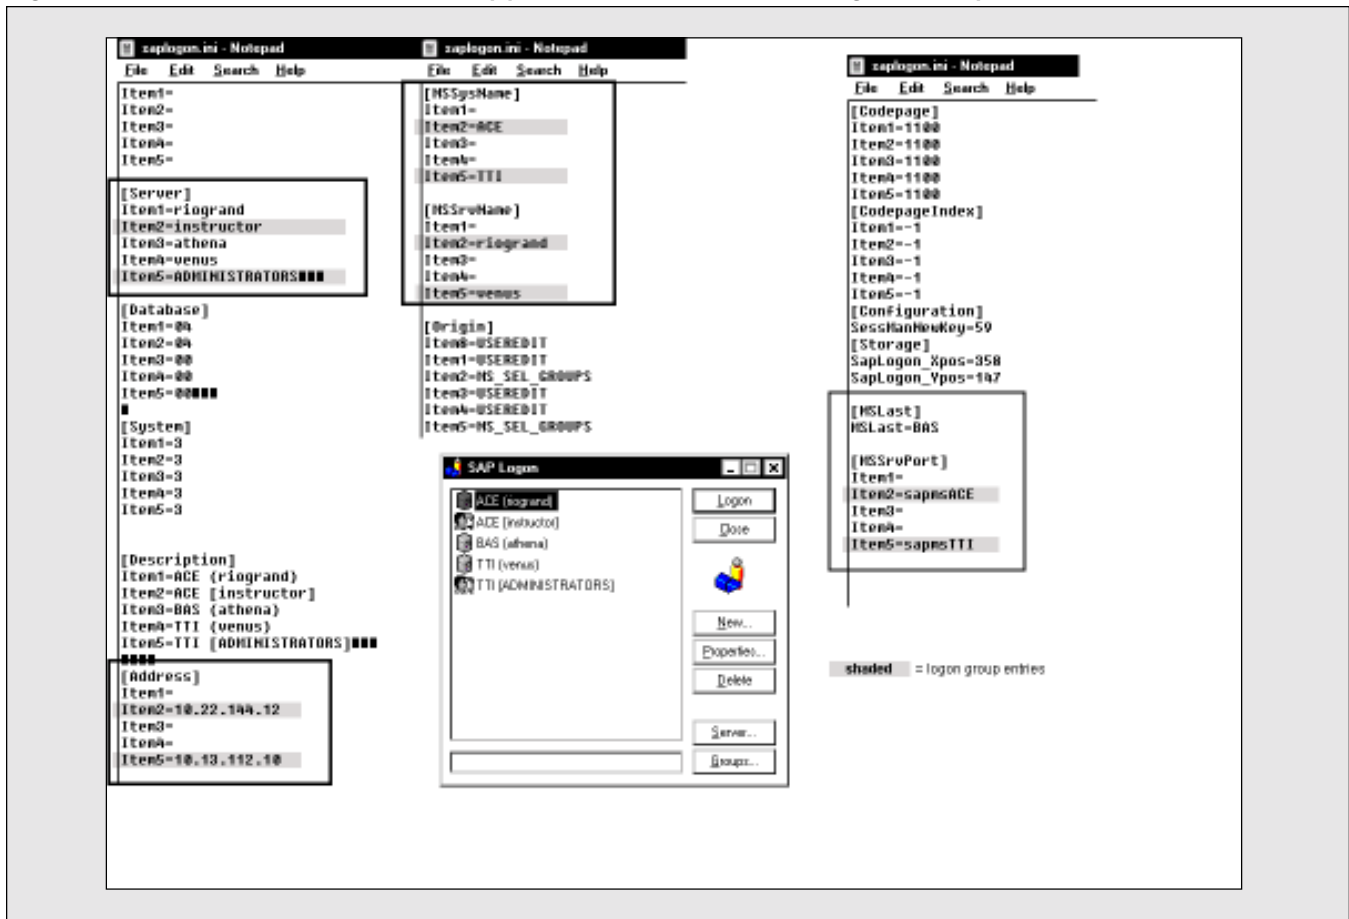 saplogon.ini - Notepad
File Edit Search Help
Item1=
Item2=
Item3=
Item4=
Item5=
[Server]
Item1=riogrand
Item2=instructor
Item3=athena
Item4=venus
Item5=ADMINISTRATORS■■■
[Database]
Item1=04
Item2=04
Item3=00
Item4=00
Item5=00■■■
■
[System]
Item1=3
Item2=3
Item3=3
Item4=3
Item5=3
[Description]
Item1=ACE (riogrand)
Item2=ACE [instructor]
Item3=BAS (athena)
Item4=TTI (venus)
Item5=TTI [ADMINISTRATORS]■■■
■■■■
[Address]
Item1=
Item2=10.22.144.12
Item3=
Item4=
Item5=10.13.112.10
saplogon.ini - Notepad
File Edit Search Help
[MSSysName]
Item1=
Item2=ACE
Item3=
Item4=
Item5=TTI
[MSSrvName]
Item1=
Item2=riogrand
Item3=
Item4=
Item5=venus
[Origin]
Item0=USEREDIT
Item1=USEREDIT
Item2=MS_SEL_GROUPS
Item3=USEREDIT
Item4=USEREDIT
Item5=MS_SEL_GROUPS
SAP Logon
ACE (riogrand)
ACE [instructor]
BAS (athena)
TTI (venus)
TTI [ADMINISTRATORS]
Logon
Close
New...
Properties...
Delete
Server...
Groups...
saplogon.ini - Notepad
File Edit Search Help
[Codepage]
Item1=1100
Item2=1100
Item3=1100
Item4=1100
Item5=1100
[CodepageIndex]
Item1=-1
Item2=-1
Item3=-1
Item4=-1
Item5=-1
[Configuration]
SessManNewKey=59
[Storage]
SapLogon_Xpos=358
SapLogon_Ypos=147
[MSLast]
MSLast=BAS
[MSSrvPort]
Item1=
Item2=sapmsACE
Item3=
Item4=
Item5=sapmsTTI
shaded = logon group entries